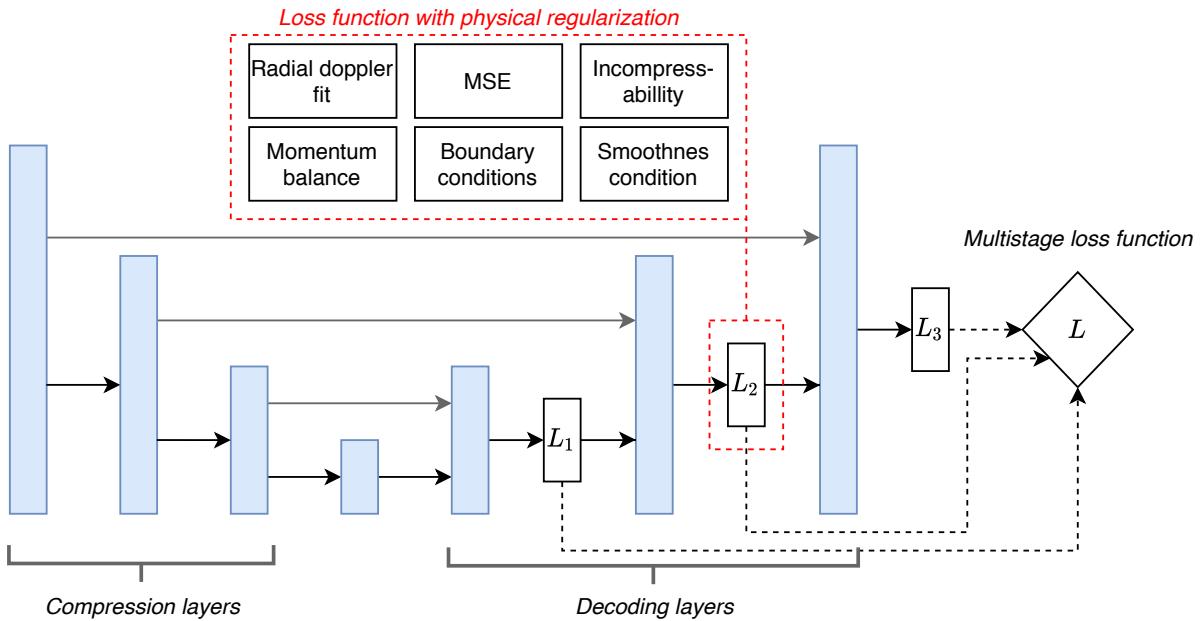 Loss function with physical regularization
Radial doppler
fit
MSE
Incompress-
abillity
Momentum
balance
Boundary
conditions
Smoothnes
condition
Multistage loss function
L₃
L
L₂
L₁
Compression layers
Decoding layers